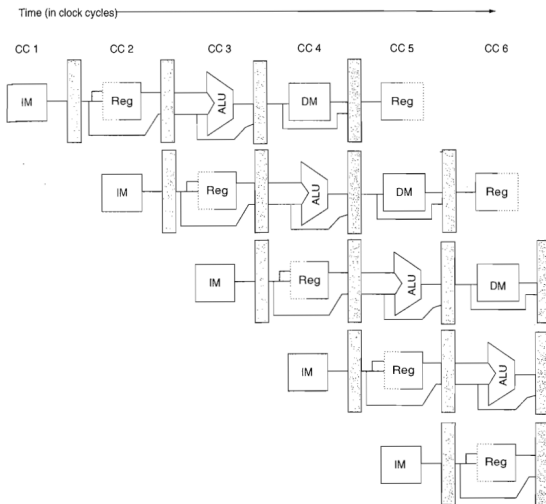 Time (in clock cycles)
CC 1 CC 2 CC 3 CC 4 CC 5 CC 6
IM Reg ALU DM Reg
IM Reg ALU DM Reg
IM Reg ALU DM
IM Reg ALU
IM Reg